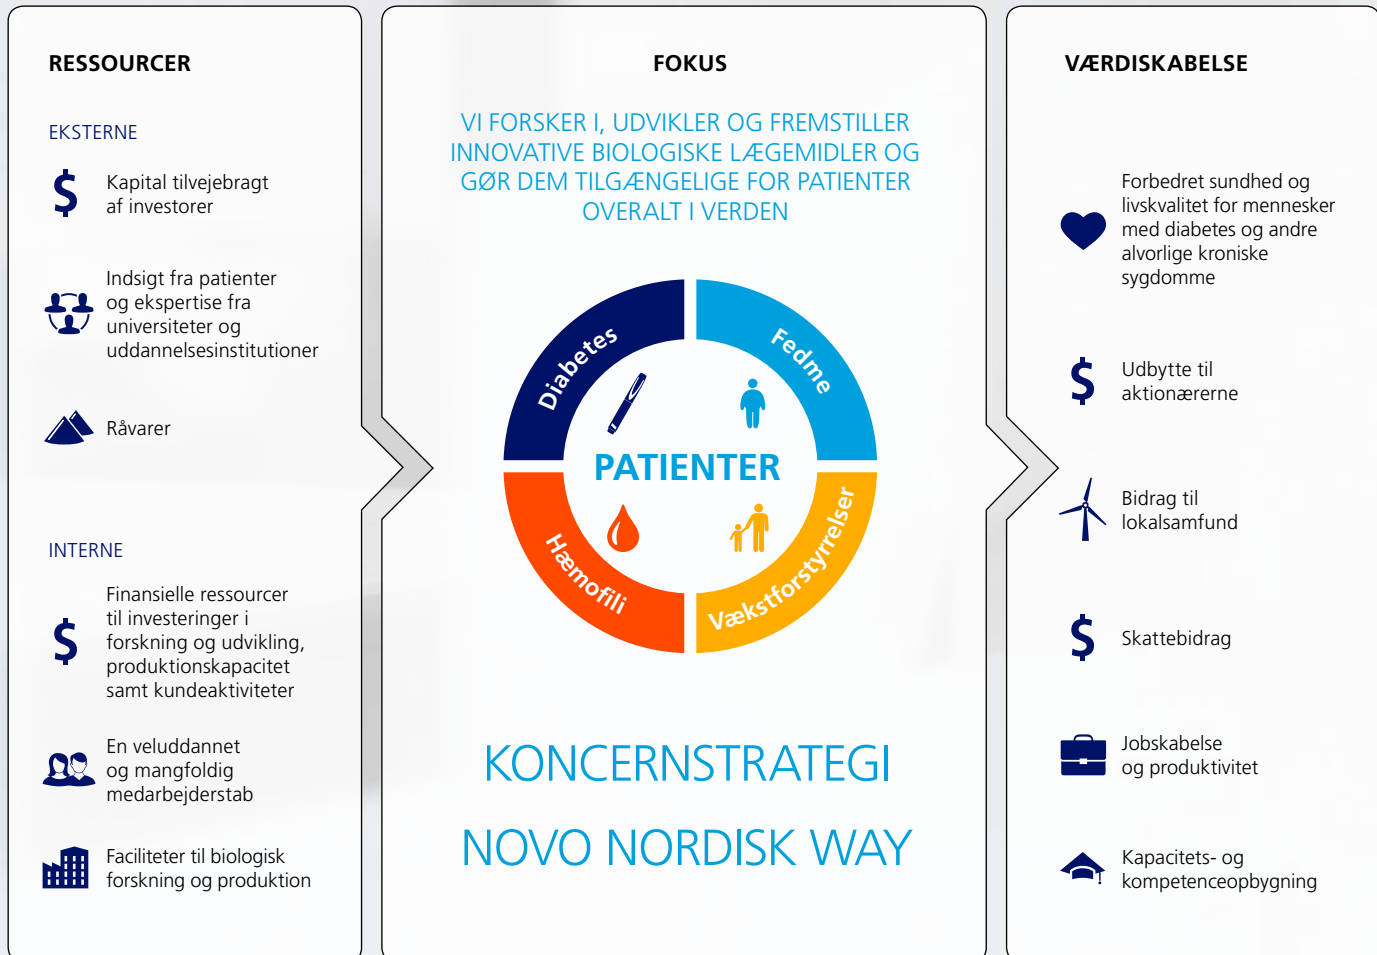 RESSOURCER
EKSTERNE
Kapital tilvejebragt
af investorer
Indsigt fra patienter
og ekspertise fra
universiteter og
uddannelsesinstitutioner
Råvarer
INTERNE
Finansielle ressourcer
til investeringer i
forskning og udvikling,
produktionskapacitet
samt kundeaktiviteter
En veluddannet
og mangfoldig
medarbejderstab
Faciliteter til biologisk
forskning og produktion
FOKUS
VI FORSKER I, UDVIKLER OG FREMSTILLER
INNOVATIVE BIOLOGISKE LÆGEMIDLER OG
GØR DEM TILGÆNGELIGE FOR PATIENTER
OVERALT I VERDEN
Diabetes
Fedme
PATIENTER
Hæmofili
Vækstforstyrrelser
KONCERNSTRATEGI
NOVO NORDISK WAY
VÆRDISKABELSE
Forbedret sundhed og
livskvalitet for mennesker
med diabetes og andre
alvorlige kroniske
sygdomme
Udbytte til
aktionærerne
Bidrag til
lokalsamfund
Skattebidrag
Jobskabelse
og produktivitet
Kapacitets- og
kompetenceopbygning